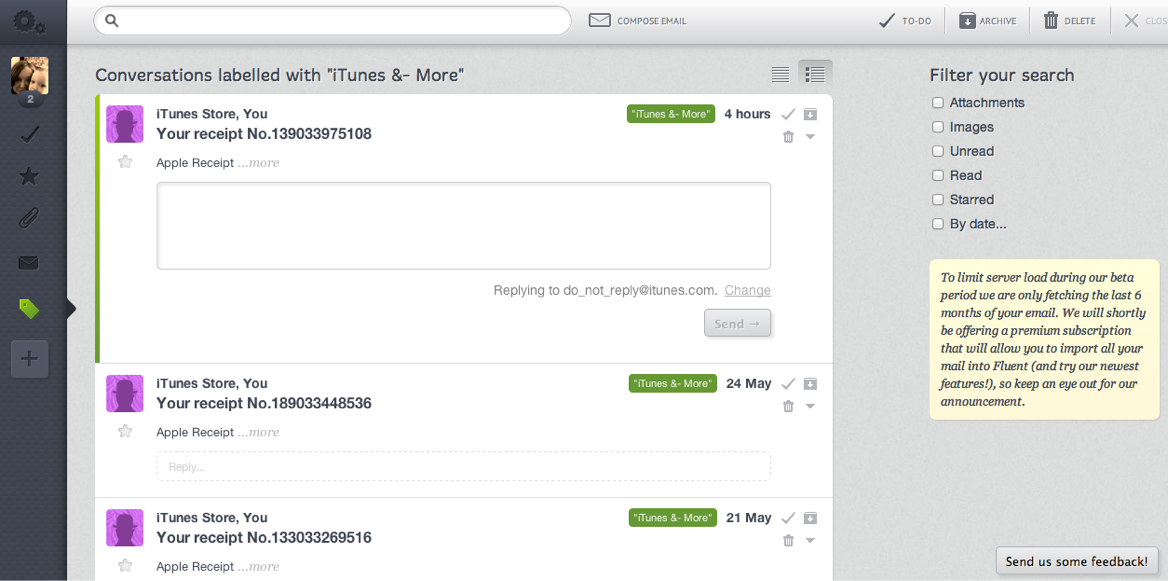 COMPOSE EMAIL
TO-DO
ARCHIVE
DELETE
CLOS
2
Conversations labelled with "iTunes &- More"
iTunes Store, You
"iTunes &- More"
4 hours
Your receipt No.139033975108
Apple Receipt ...more
Replying to do_not_reply@itunes.com. Change
Send →
iTunes Store, You
"iTunes &- More"
24 May
Your receipt No.189033448536
Apple Receipt ...more
Reply...
iTunes Store, You
"iTunes &- More"
21 May
Your receipt No.133033269516
Apple Receipt ...more
Filter your search
Attachments
Images
Unread
Read
Starred
By date...
To limit server load during our beta
period we are only fetching the last 6
months of your email. We will shortly
be offering a premium subscription
that will allow you to import all your
mail into Fluent (and try our newest
features!), so keep an eye out for our
announcement.
Send us some feedback!